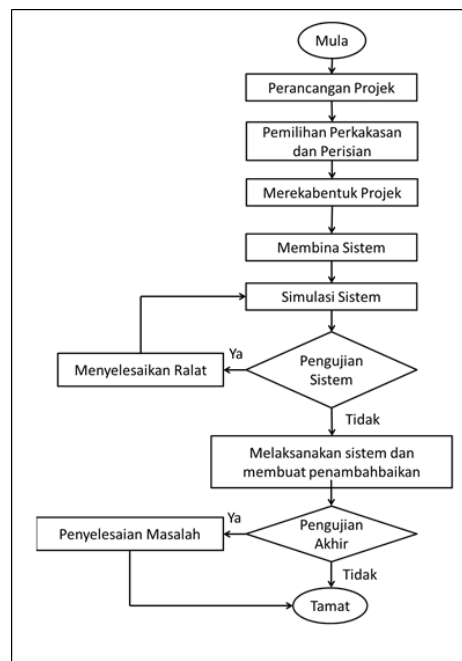 Mula
Perancangan Projek
Pemilihan Perkakasan
dan Perisian
Merekabentuk Projek
Membina Sistem
Simulasi Sistem
Pengujian
Sistem
Ya
Menyelesaikan Ralat
Tidak
Melaksanakan sistem dan
membuat penambahbaikan
Pengujian
Akhir
Ya
Penyelesaian Masalah
Tidak
Tamat